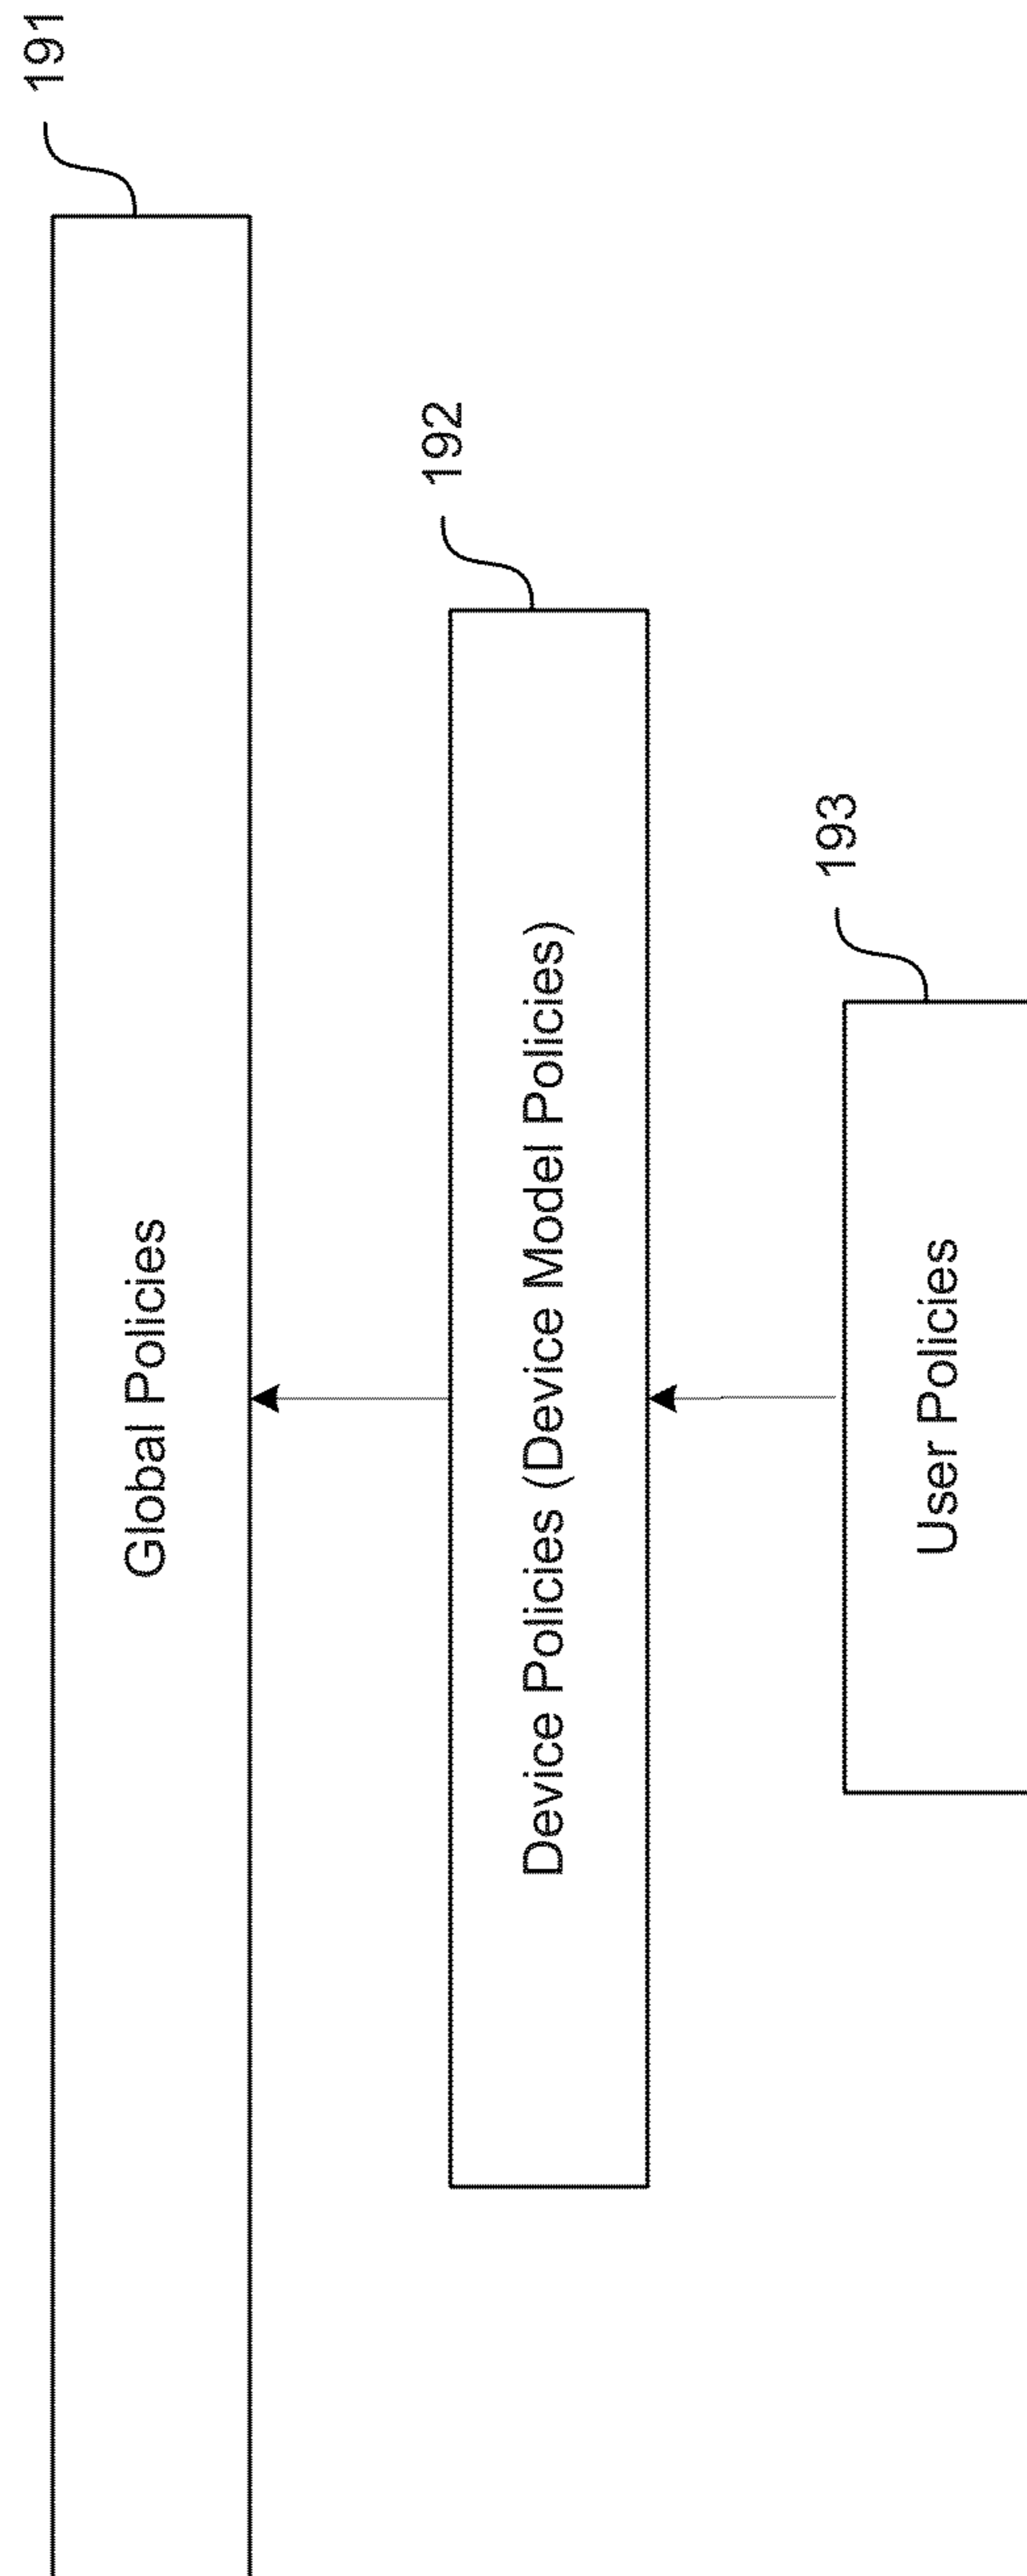 191
Global Policies
192
Device Policies (Device Model Policies)
193
User Policies